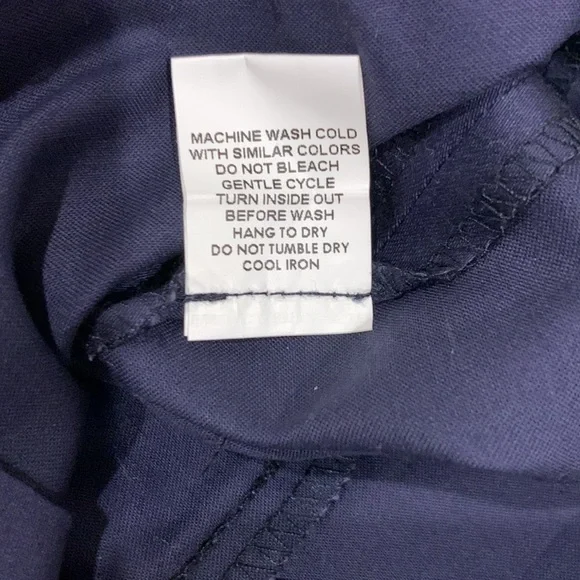 MACHINE WASH COLD
WITH SIMILAR COLORS
DO NOT BLEACH
GENTLE CYCLE
TURN INSIDE OUT
BEFORE WASH
HANG TO DRY
DO NOT TUMBLE DRY
COOL IRON